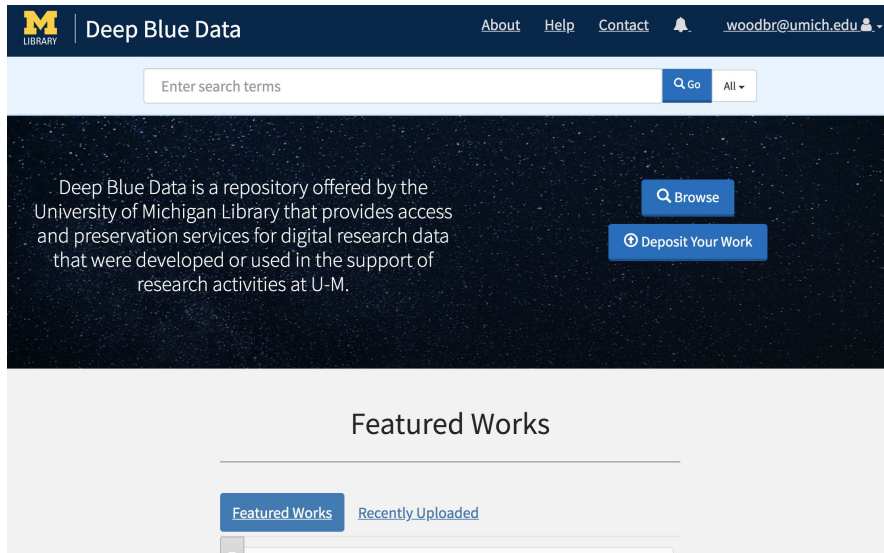 M
LIBRARY
Deep Blue Data
About Help Contact woodbr@umich.edu
Enter search terms
Go All
Deep Blue Data is a repository offered by the
University of Michigan Library that provides access
and preservation services for digital research data
that were developed or used in the support of
research activities at U-M.
Browse
Deposit Your Work
Featured Works
Featured Works Recently Uploaded